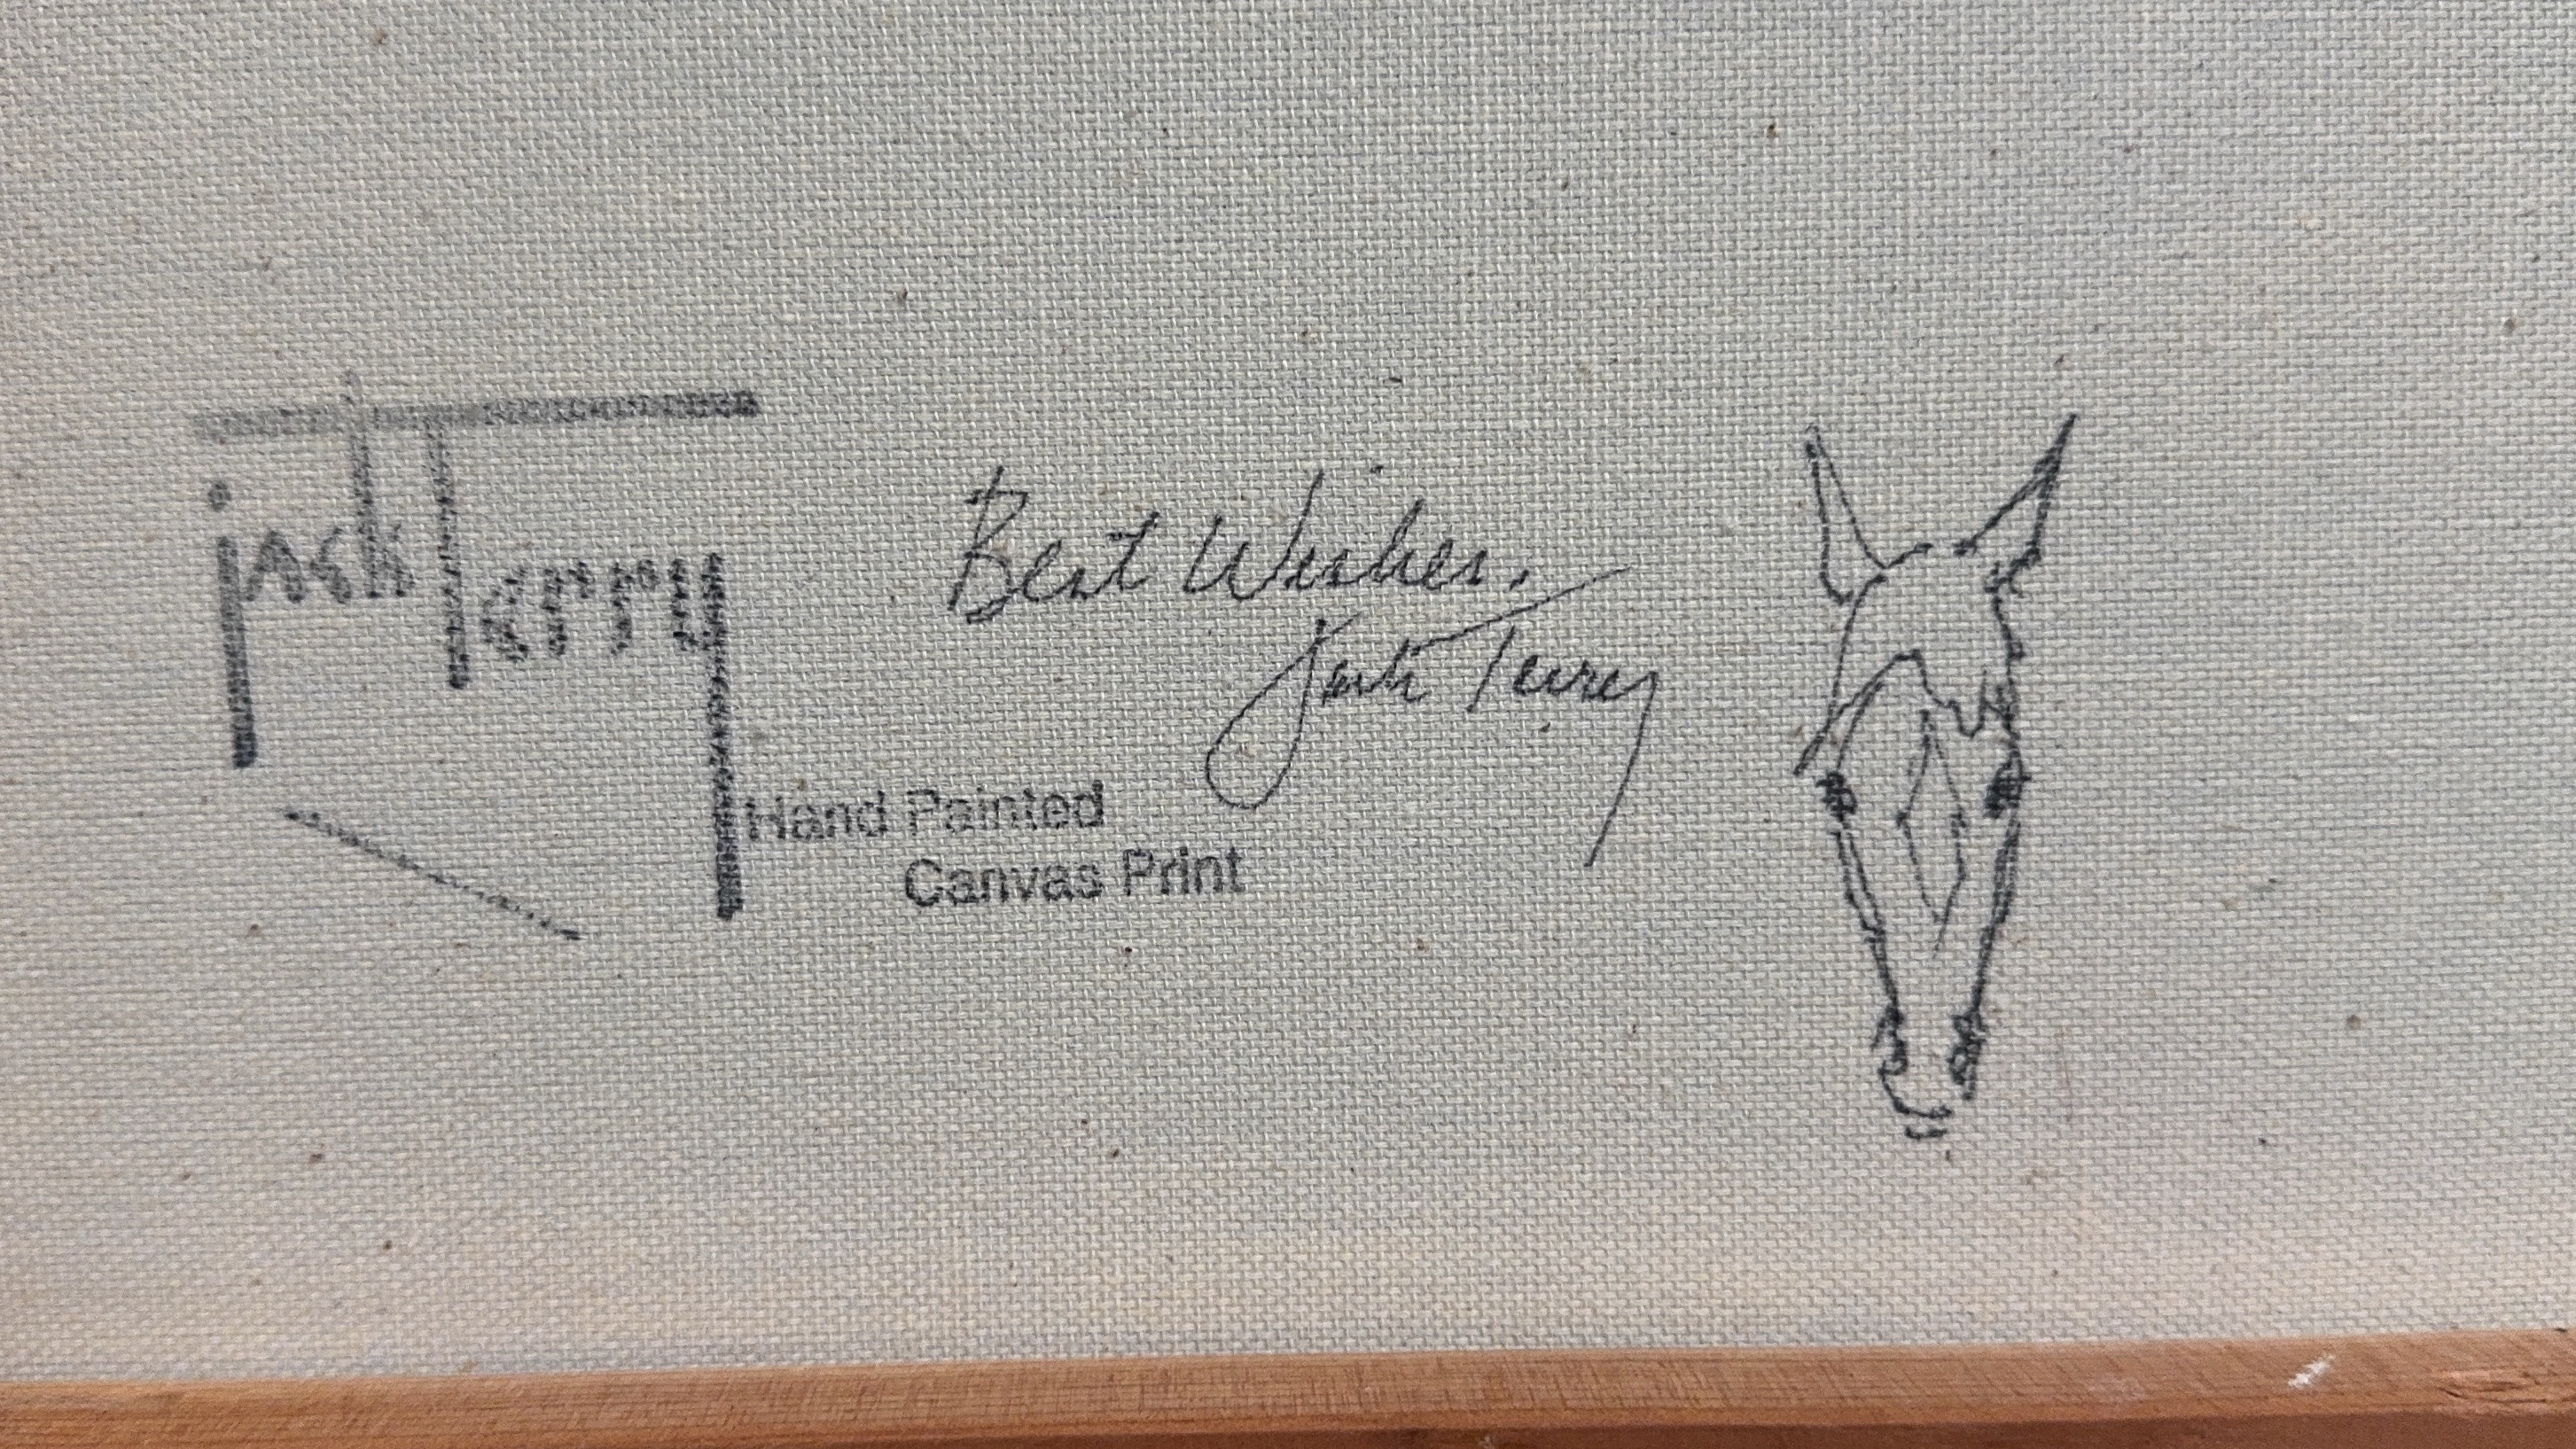 jack Terry
Best Wishes,
Jack Terry
Hand Painted
Canvas Print